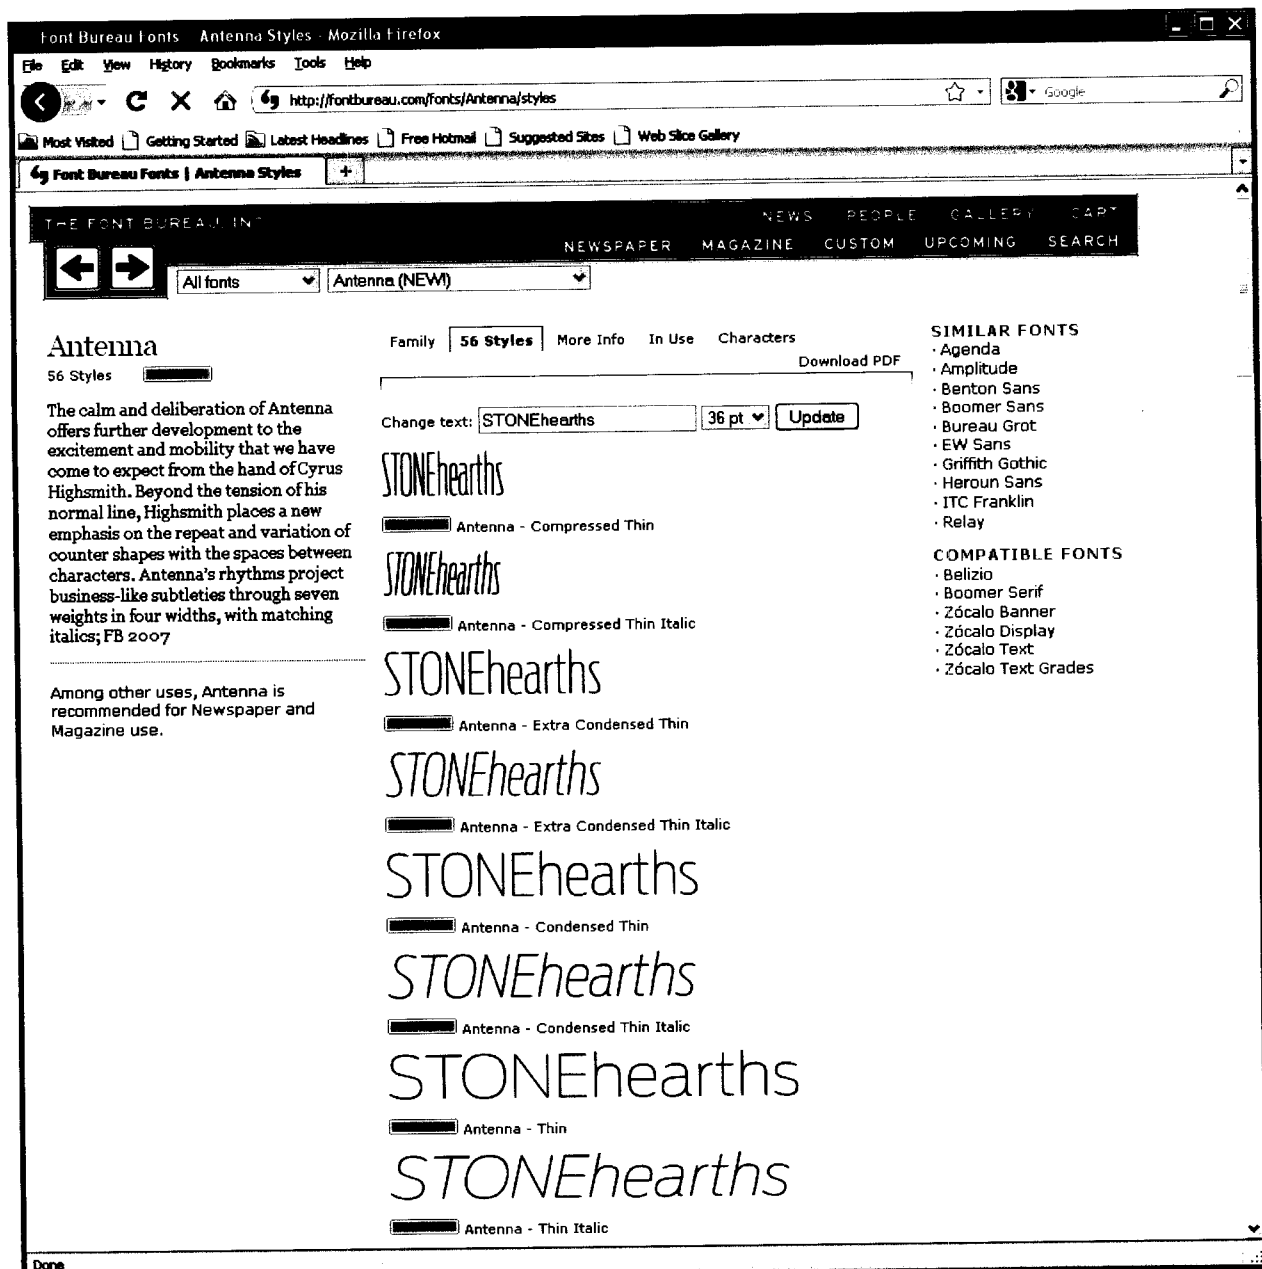 Font Bureau Fonts Antenna Styles - Mozilla Firefox
File Edit View History Bookmarks Tools Help
http://fontbureau.com/fonts/Antenna/styles
Google
Most Visited Getting Started Latest Headlines Free Hotmail Suggested Sites Web Slice Gallery
Font Bureau Fonts | Antenna Styles +
THE FONT BUREAU, INC
NEWS PEOPLE GALLERY CART
NEWSPAPER MAGAZINE CUSTOM UPCOMING SEARCH
All fonts
Antenna (NEW!)
Antenna
56 Styles
The calm and deliberation of Antenna
offers further development to the
excitement and mobility that we have
come to expect from the hand of Cyrus
Highsmith. Beyond the tension of his
normal line, Highsmith places a new
emphasis on the repeat and variation of
counter shapes with the spaces between
characters. Antenna's rhythms project
business-like subtleties through seven
weights in four widths, with matching
italics; FB 2007
Among other uses, Antenna is
recommended for Newspaper and
Magazine use.
Family 56 Styles More Info In Use Characters
Download PDF
Change text: STONEhearths 36 pt Update
STONEhearths
Antenna - Compressed Thin
STONEhearths
Antenna - Compressed Thin Italic
STONEhearths
Antenna - Extra Condensed Thin
STONEhearths
Antenna - Extra Condensed Thin Italic
STONEhearths
Antenna - Condensed Thin
STONEhearths
Antenna - Condensed Thin Italic
STONEhearths
Antenna - Thin
STONEhearths
Antenna - Thin Italic
SIMILAR FONTS
· Agenda
· Amplitude
· Benton Sans
· Boomer Sans
· Bureau Grot
· EW Sans
· Griffith Gothic
· Heroun Sans
· ITC Franklin
· Relay
COMPATIBLE FONTS
· Belizio
· Boomer Serif
· Zócalo Banner
· Zócalo Display
· Zócalo Text
· Zócalo Text Grades
Done